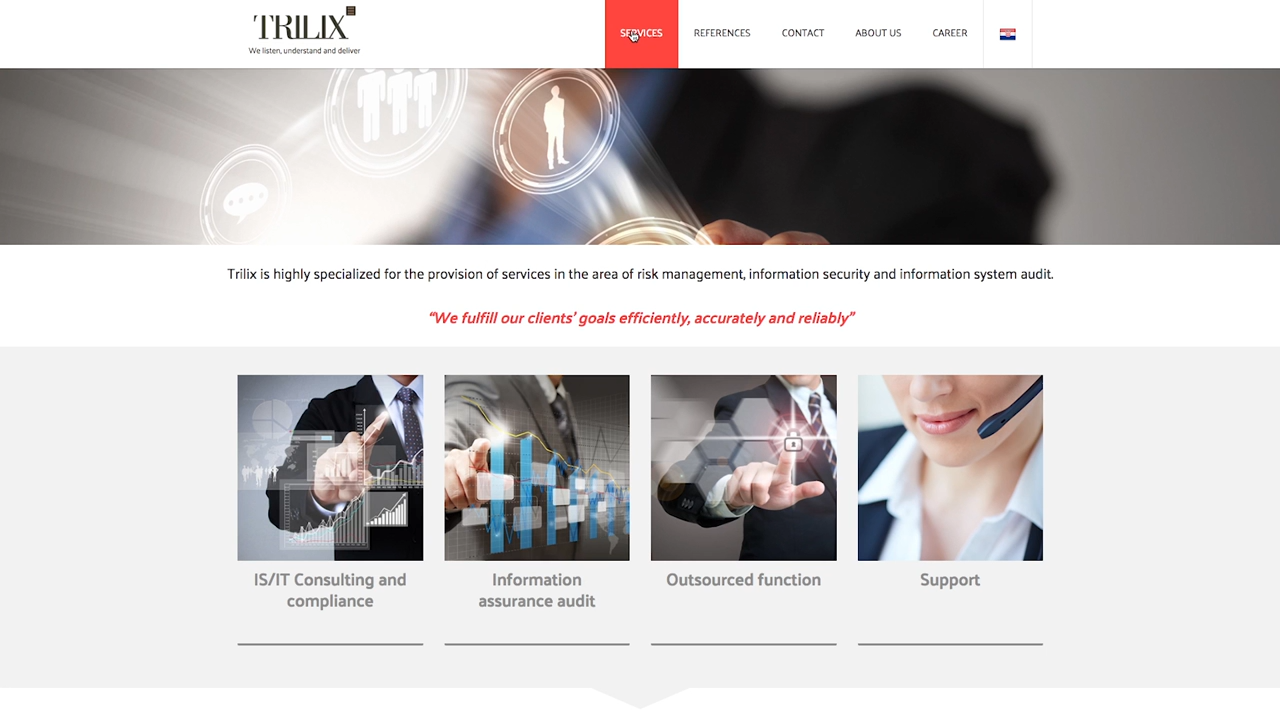 TRILIX
We listen, understand and deliver
SERVICES
REFERENCES
CONTACT
ABOUT US
CAREER
Trilix is highly specialized for the provision of services in the area of risk management, information security and information system audit.
“We fulfill our clients’ goals efficiently, accurately and reliably”
IS/IT Consulting and
compliance
Information
assurance audit
Outsourced function
Support